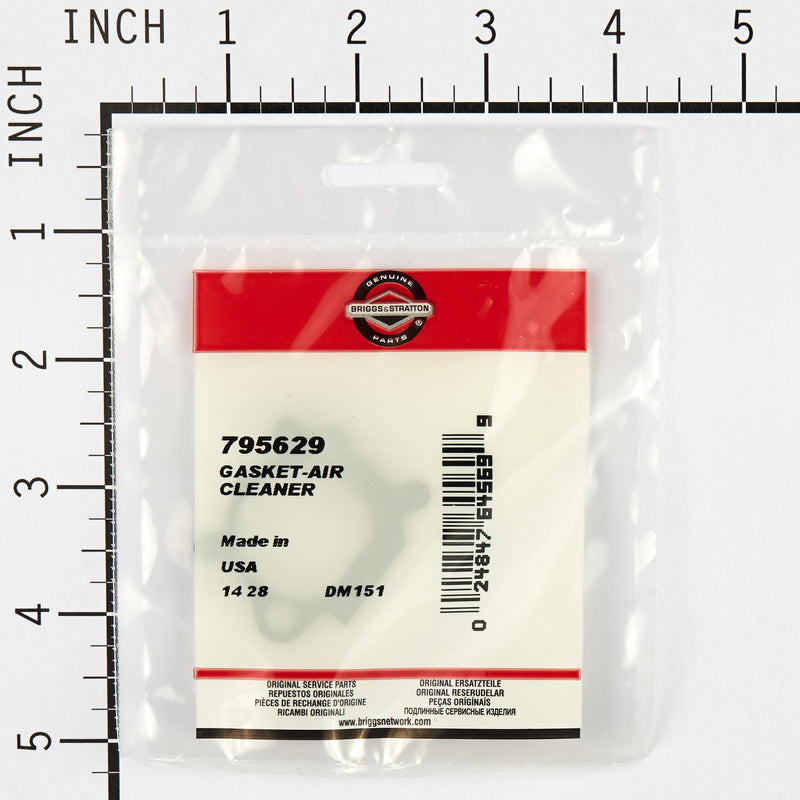 INCH 1 2 3 4 5
INCH
1
2
3
4
5
GENUINE
BRIGGS&STRATTON
®
PARTS
795629
GASKET-AIR
CLEANER
Made in
USA
14 28 DM151
0 24847 64569 9
ORIGINAL SERVICE PARTS
REPUESTOS ORIGINALES
PIÈCES DE RECHANGE D'ORIGINE
RICAMBI ORIGINALI
ORIGINAL ERSATZTEILE
ORIGINAL RESERUDELAR
PEÇAS ORIGÍNAIS
ПОДЛИННЫЕ СЕРВИСНЫЕ ИЗДЕЛИЯ
www.briggsnetwork.com